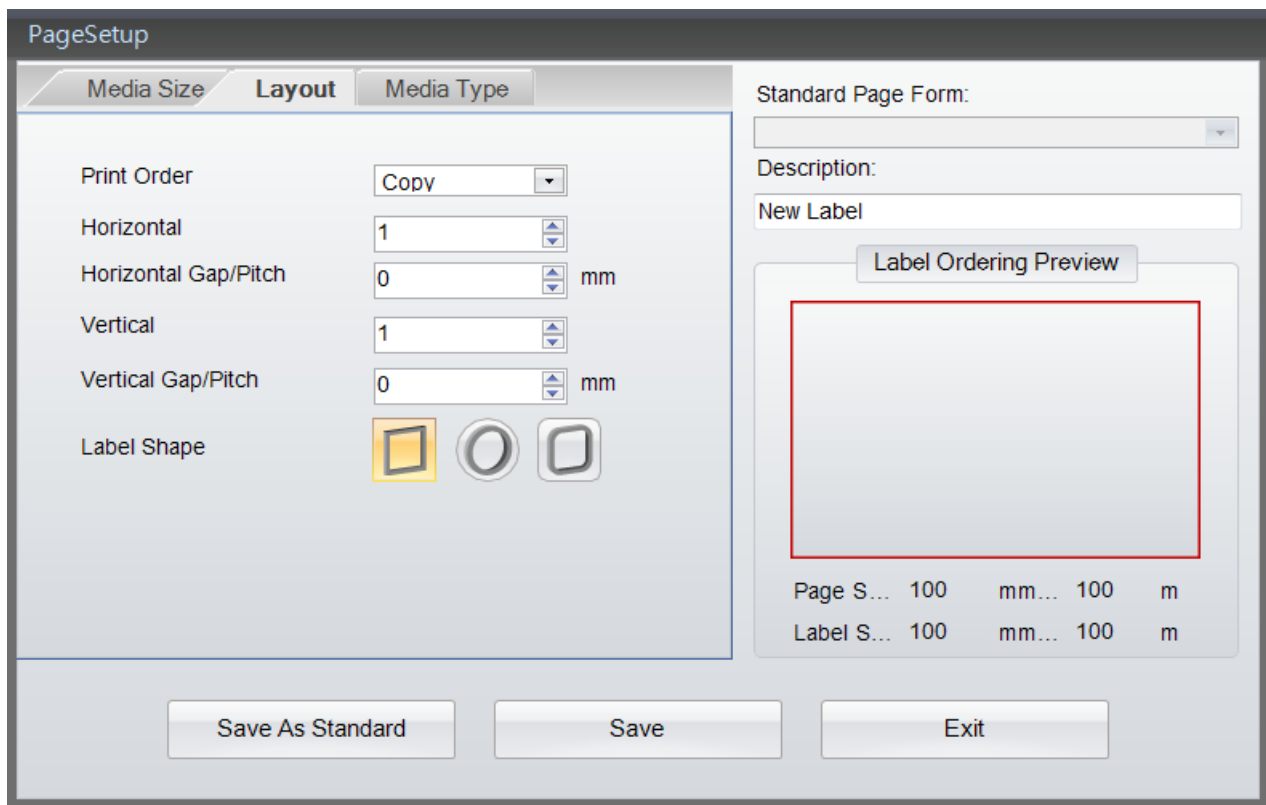 PageSetup
Media Size Layout Media Type
Print Order Copy
Horizontal 1
Horizontal Gap/Pitch 0 mm
Vertical 1
Vertical Gap/Pitch 0 mm
Label Shape
Standard Page Form:
Description:
New Label
Label Ordering Preview
Page S... 100 mm... 100 m
Label S... 100 mm... 100 m
Save As Standard Save Exit